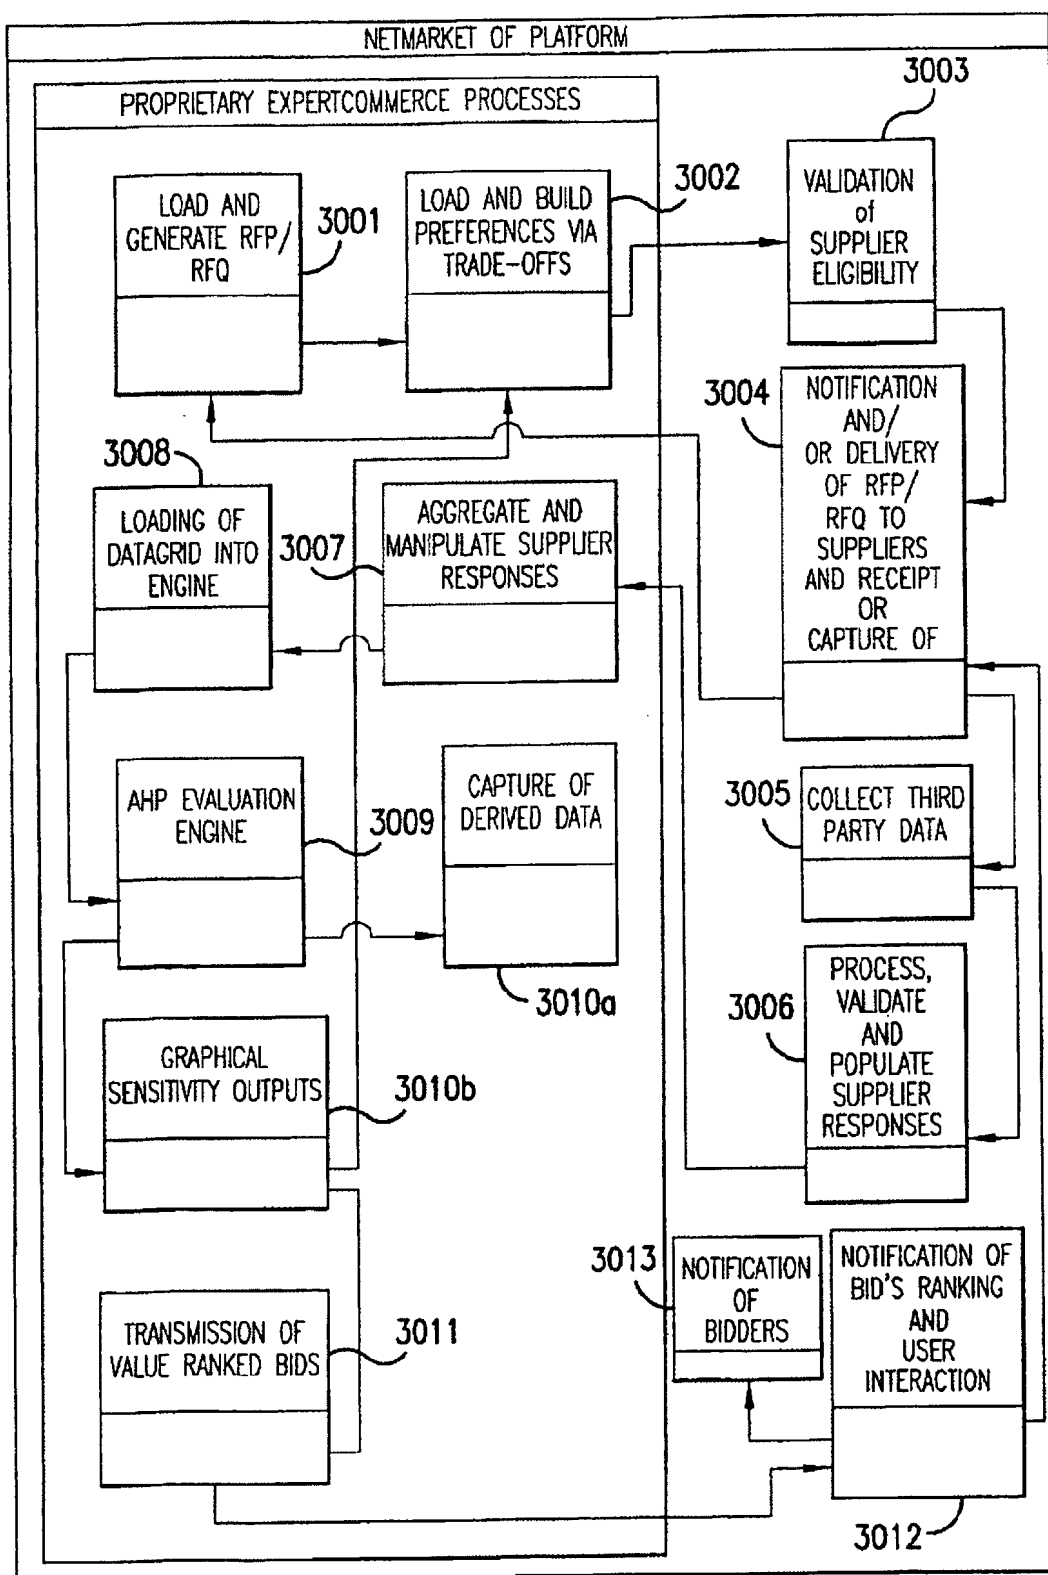 NETMARKET OF PLATFORM
PROPRIETARY EXPERTCOMMERCE PROCESSES
LOAD AND
GENERATE RFP/
RFQ
3001
LOAD AND BUILD
PREFERENCES VIA
TRADE-OFFS
3002
3003
VALIDATION
of
SUPPLIER
ELIGIBILITY
3004
NOTIFICATION
AND/
OR DELIVERY
OF RFP/
RFQ TO
SUPPLIERS
AND RECEIPT
OR
CAPTURE OF
3008
LOADING OF
DATAGRID INTO
ENGINE
3007
AGGREGATE AND
MANIPULATE SUPPLIER
RESPONSES
AHP EVALUATION
ENGINE
3009
CAPTURE OF
DERIVED DATA
3010a
3005
COLLECT THIRD
PARTY DATA
3006
PROCESS,
VALIDATE
AND
POPULATE
SUPPLIER
RESPONSES
GRAPHICAL
SENSITIVITY OUTPUTS
3010b
TRANSMISSION OF
VALUE RANKED BIDS
3011
3013
NOTIFICATION
OF
BIDDERS
NOTIFICATION OF
BID'S RANKING
AND
USER
INTERACTION
3012